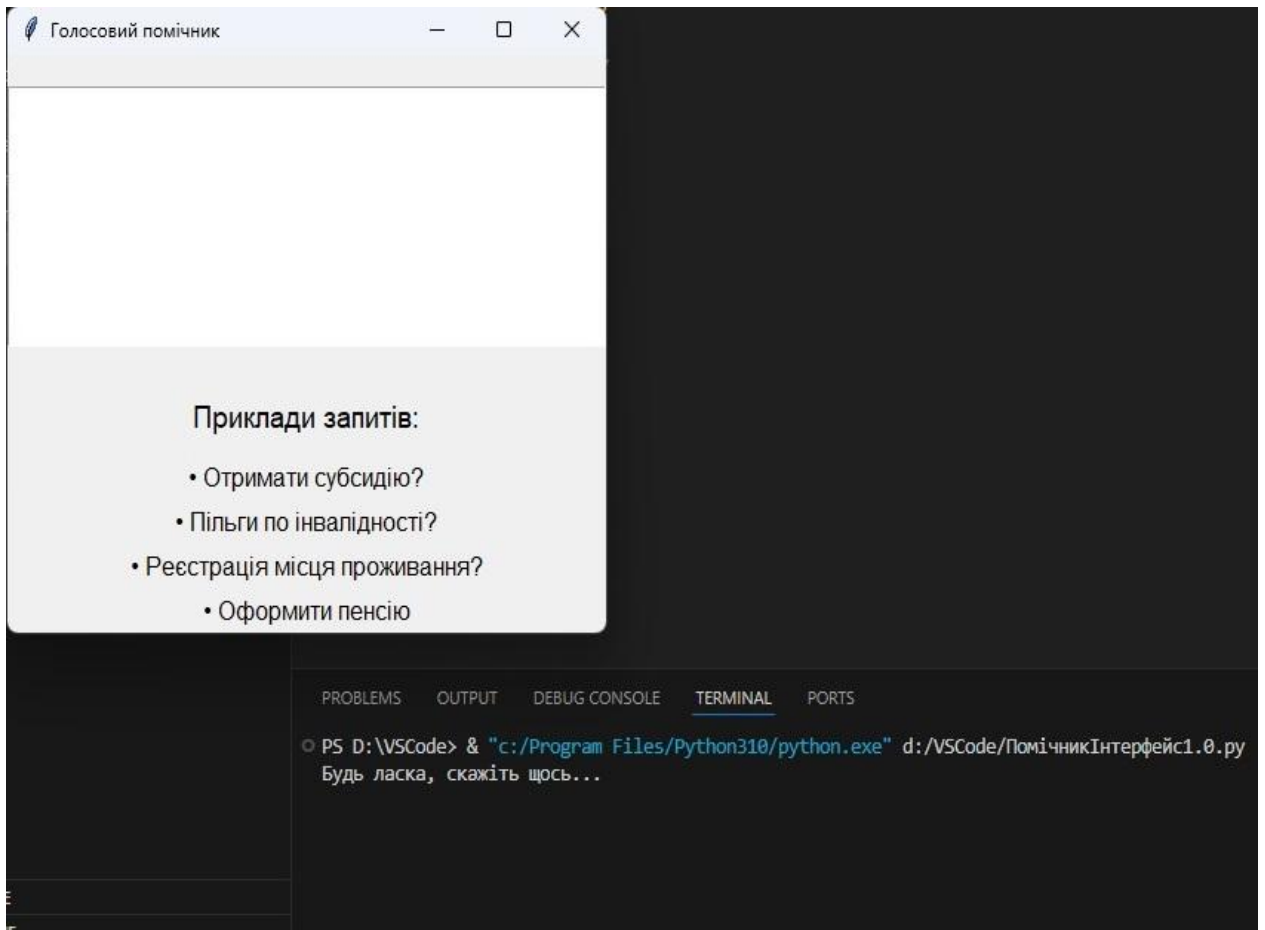 Голосовий помічник
Приклади запитів:
• Отримати субсидію?
• Пільги по інвалідності?
• Реєстрація місця проживання?
• Оформити пенсію
PROBLEMS OUTPUT DEBUG CONSOLE TERMINAL PORTS
PS D:\VSCode> & "c:/Program Files/Python310/python.exe" d:/VSCode/ПомічникІнтерфейс1.0.py
Будь ласка, скажіть щось...